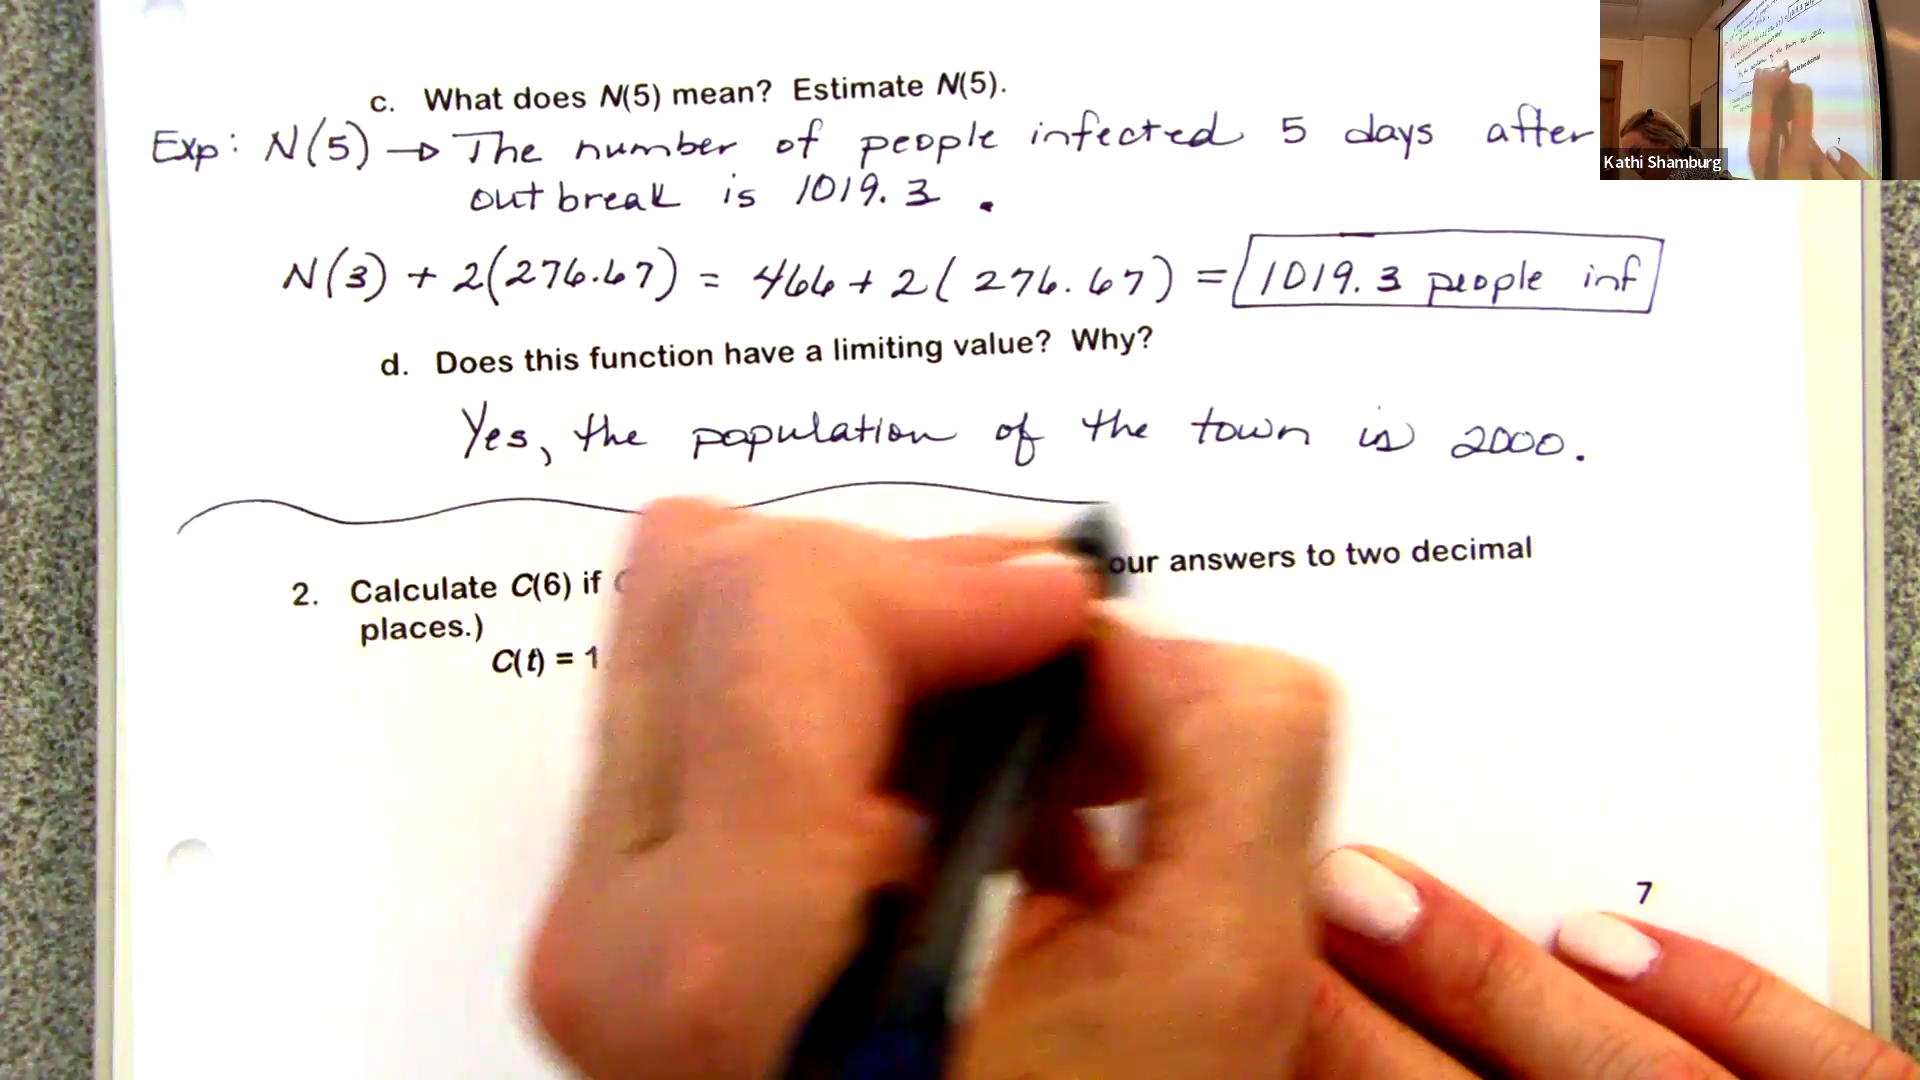 c. What does N(5) mean? Estimate N(5).
Exp: N(5) → The number of people infected 5 days after
outbreak is 1019.3 .
N(3) + 2(276.67) = 466 + 2( 276.67) = 1019.3 people inf
d. Does this function have a limiting value? Why?
Yes, the population of the town is 2000.
2. Calculate C(6) if
our answers to two decimal
places.)
C(t) = 1
7
Kathi Shamburg